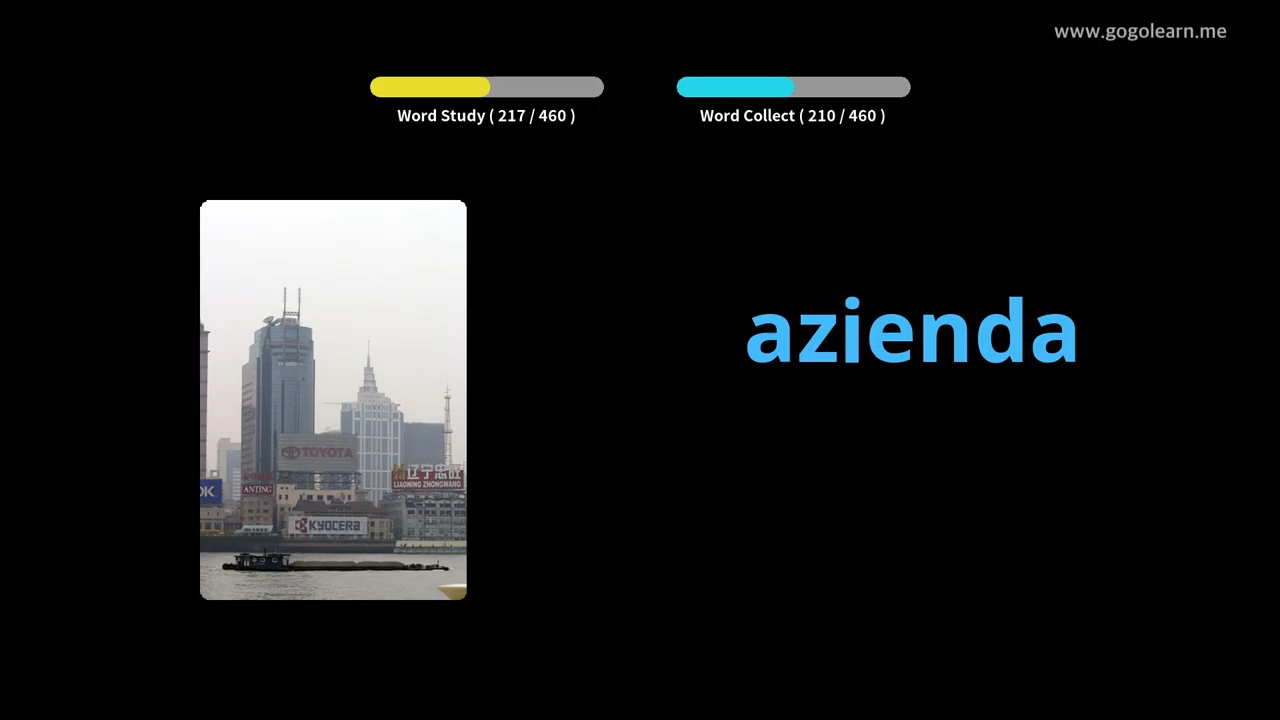 www.gogolearn.me
Word Study ( 217 / 460 )
Word Collect ( 210 / 460 )
azienda
TOYOTA
辽宁忠旺
LIAONING ZHONGWANG
OK
ANTING
KYOCERA